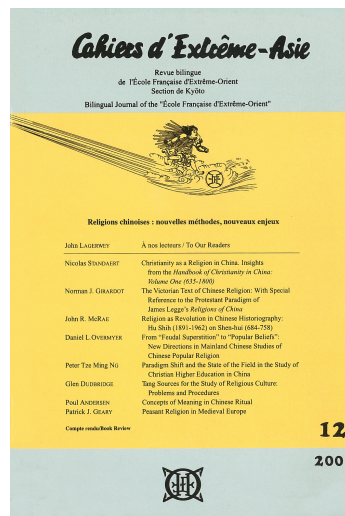 Cahiers d'Extrême-Asie
Revue bilingue
de l'École Française d'Extrême-Orient
Section de Kyōto
Bilingual Journal of the "École Française d'Extrême-Orient"
Religions chinoises : nouvelles méthodes, nouveaux enjeux
John LAGERWEY À nos lecteurs / To Our Readers
Nicolas STANDAERT Christianity as a Religion in China. Insights
from the Handbook of Christianity in China:
Volume One (635-1800)
Norman J. GIRARDOT The Victorian Text of Chinese Religion: With Special
Reference to the Protestant Paradigm of
James Legge's Religions of China
John R. MCRAE Religion as Revolution in Chinese Historiography:
Hu Shih (1891-1962) on Shen-hui (684-758)
Daniel L OVERMYER From "Feudal Superstition" to "Popular Beliefs":
New Directions in Mainland Chinese Studies of
Chinese Popular Religion
Peter Tze Ming NG Paradigm Shift and the State of the Field in the Study of
Christian Higher Education in China
Glen DUDBRIDGE Tang Sources for the Study of Religious Culture:
Problems and Procedures
Poul ANDERSEN Concepts of Meaning in Chinese Ritual
Patrick J. GEARY Peasant Religion in Medieval Europe
Compte rendu/Book Review
12
200